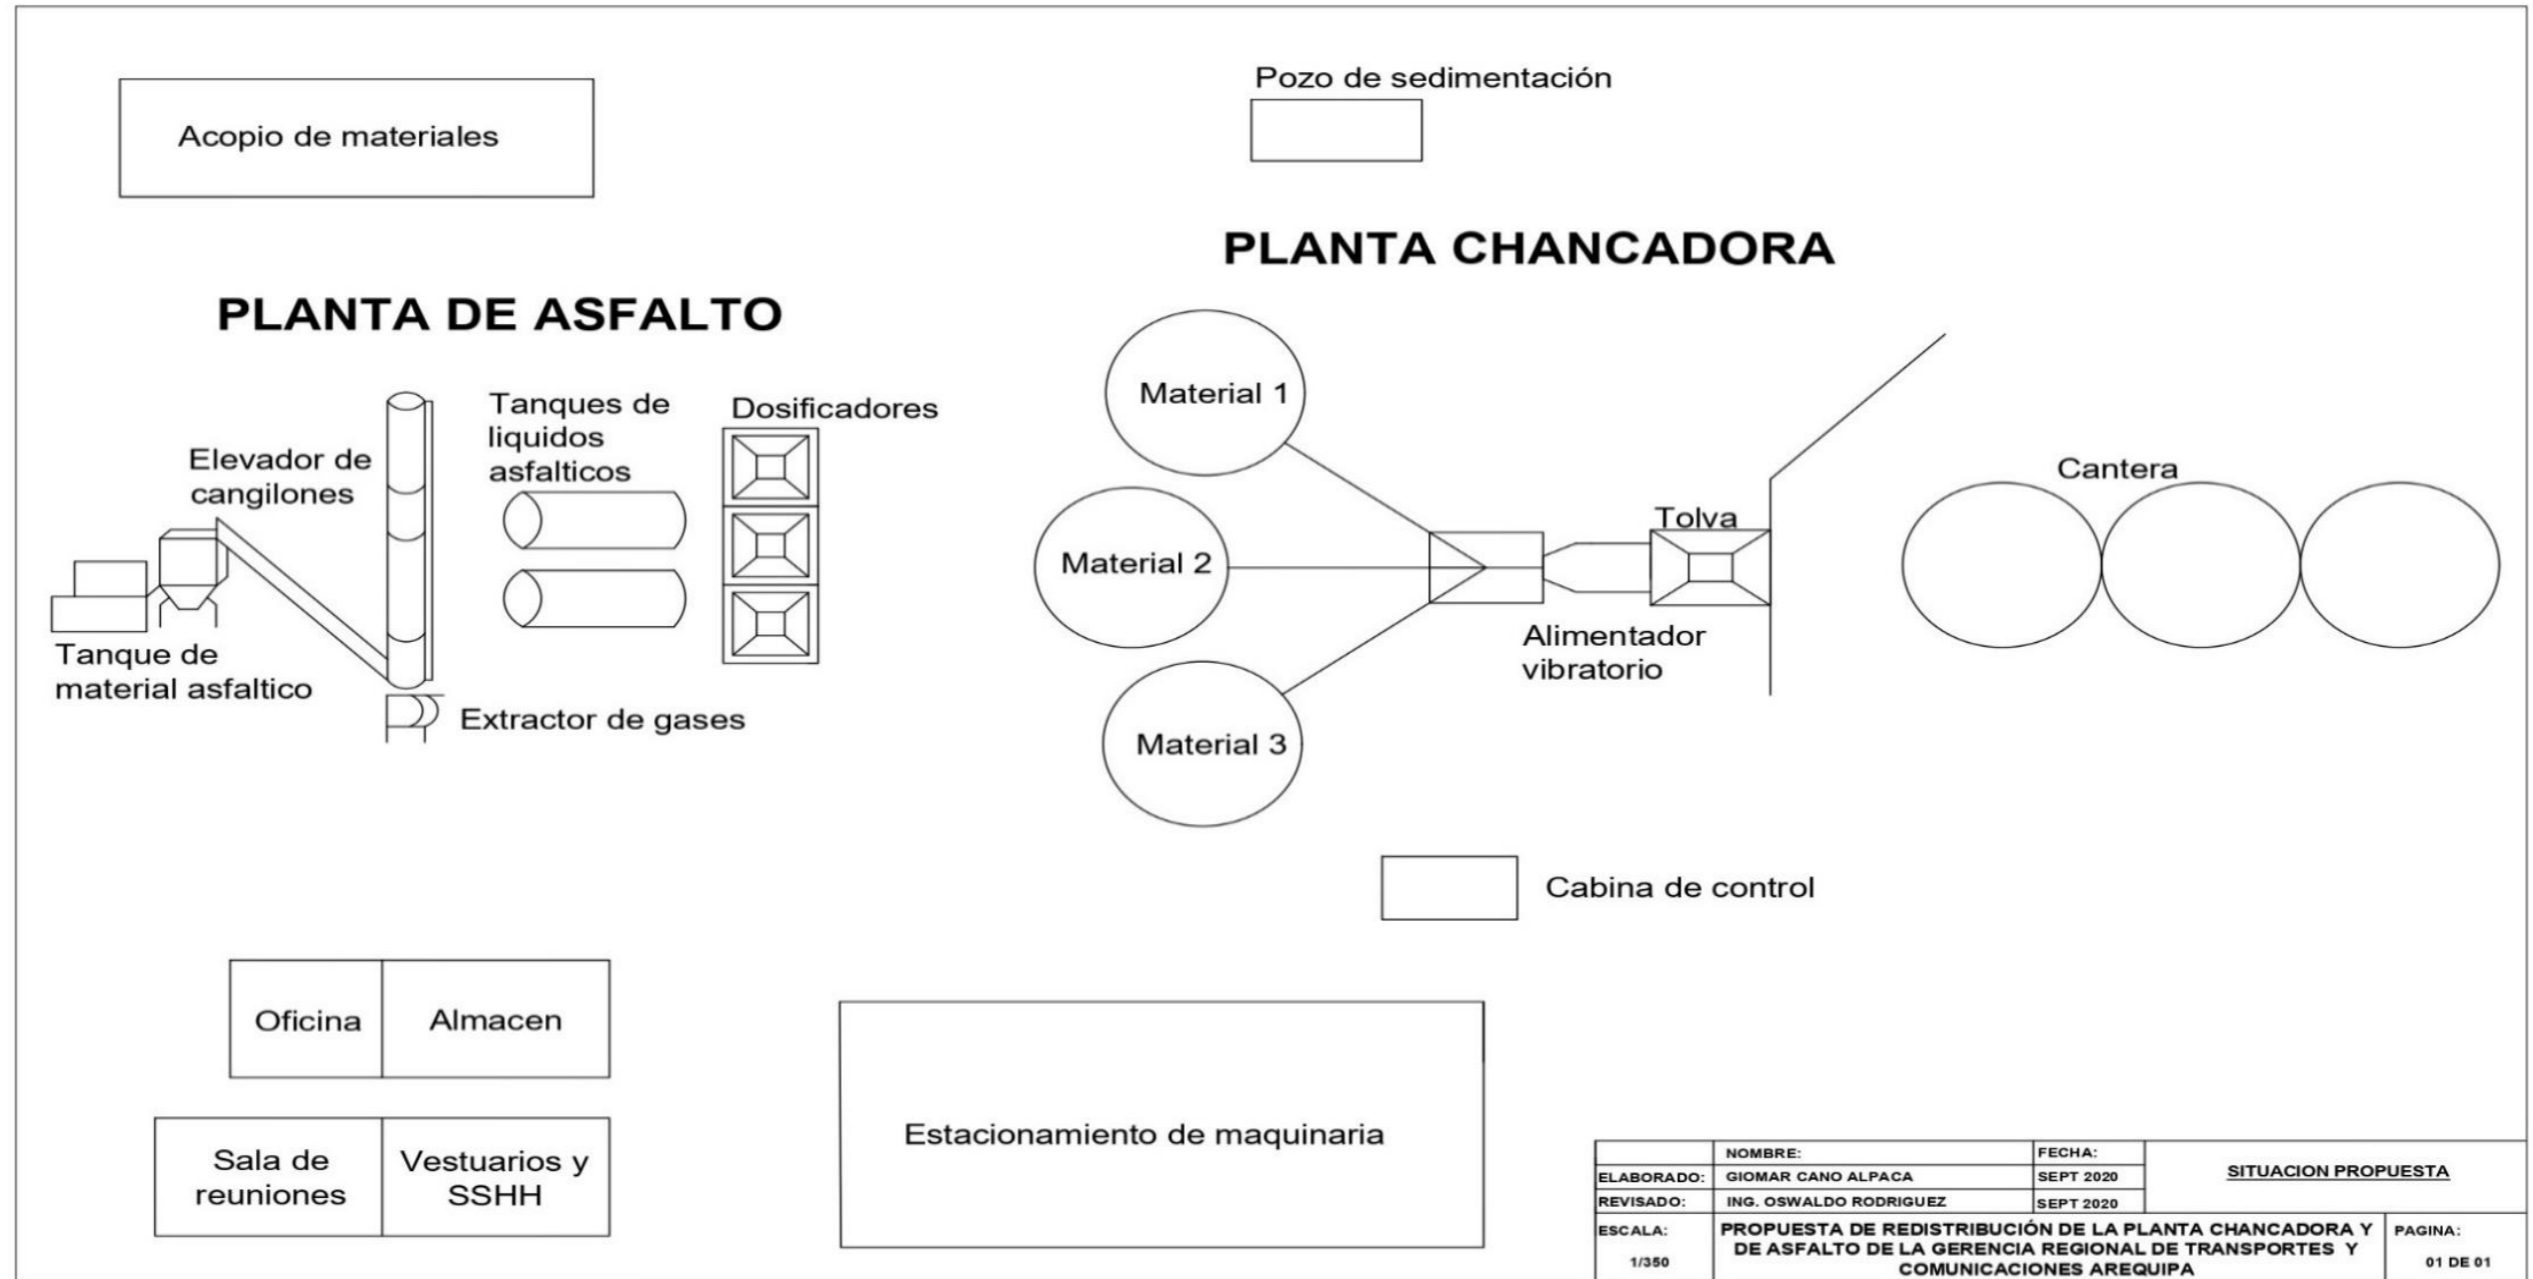 Acopio de materiales
Pozo de sedimentación
PLANTA CHANCADORA
PLANTA DE ASFALTO
Elevador de
cangilones
Tanques de
liquidos
asfalticos
Dosificadores
Tanque de
material asfaltico
Extractor de gases
Material 1
Material 2
Material 3
Tolva
Alimentador
vibratorio
Cantera
Cabina de control
Oficina
Almacen
Sala de
reuniones
Vestuarios y
SSHH
Estacionamiento de maquinaria
NOMBRE:
FECHA:
SITUACION PROPUESTA
ELABORADO:
GIOMAR CANO ALPACA
SEPT 2020
REVISADO:
ING. OSWALDO RODRIGUEZ
SEPT 2020
ESCALA:
1/350
PROPUESTA DE REDISTRIBUCIÓN DE LA PLANTA CHANCADORA Y
DE ASFALTO DE LA GERENCIA REGIONAL DE TRANSPORTES Y
COMUNICACIONES AREQUIPA
PAGINA:
01 DE 01